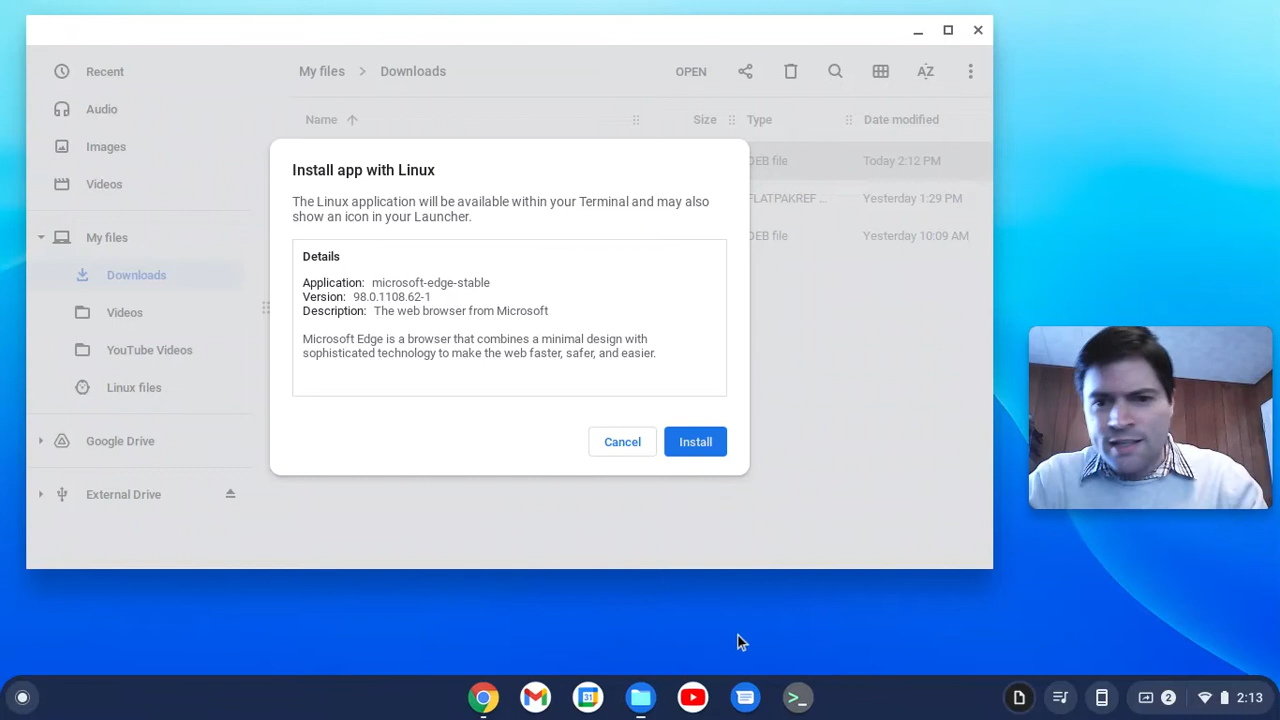 Recent
My files > Downloads
OPEN
AZ
Audio
Name
Size
Type
Date modified
Images
Install app with Linux
DEB file
Today 2:12 PM
Videos
The Linux application will be available within your Terminal and may also
show an icon in your Launcher.
FLATPAKREF ...
Yesterday 1:29 PM
My files
DEB file
Yesterday 10:09 AM
Details
Downloads
Application: microsoft-edge-stable
Version: 98.0.1108.62-1
Description: The web browser from Microsoft
Videos
Microsoft Edge is a browser that combines a minimal design with
sophisticated technology to make the web faster, safer, and easier.
YouTube Videos
Linux files
Google Drive
Cancel
Install
External Drive
31
>_
2
2:13